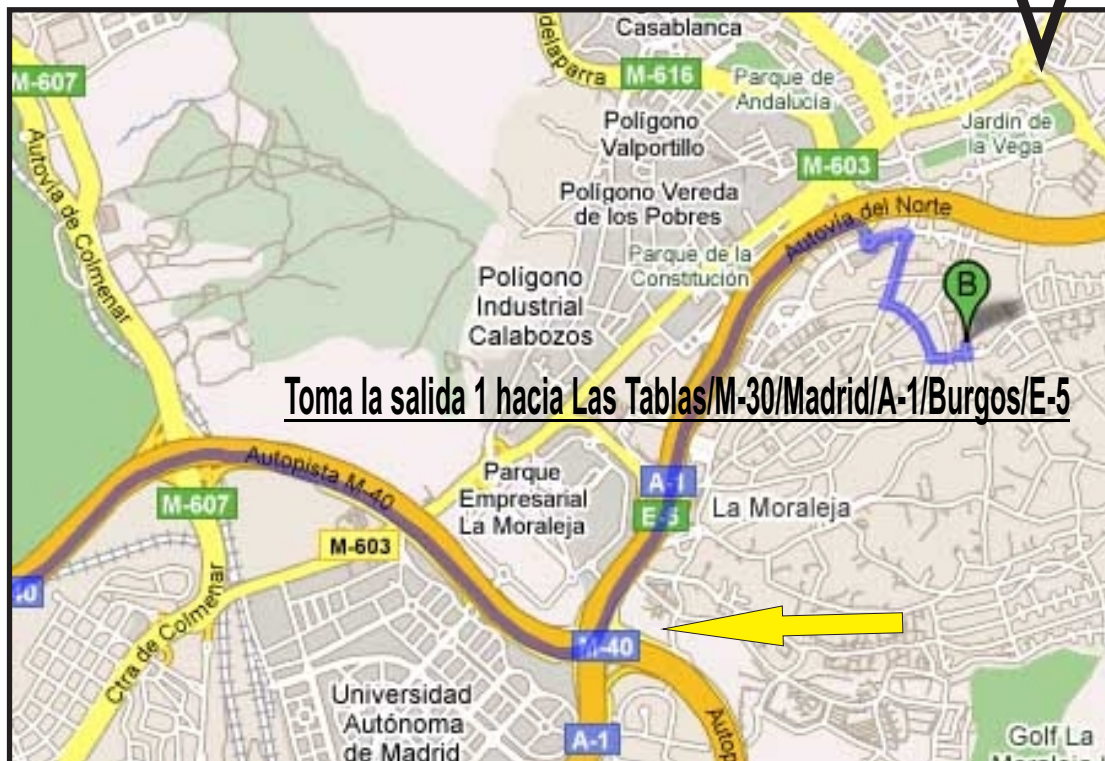 Casablanca
M-607
delaparra
M-616
Parque de
Andalucía
Polígono
Valportillo
Jardín de
la Vega
M-603
Autovía de Colmenar
Polígono Vereda
de los Pobres
Autovía del Norte
Parque de la
Constitución
B
Polígono
Industrial
Calabozos
Toma la salida 1 hacia Las Tablas/M-30/Madrid/A-1/Burgos/E-5
Autopista M-40
Parque
Empresarial
La Moraleja
A-1
E-5
La Moraleja
M-607
M-603
40
Ctra de Colmenar
M-40
Universidad
Autónoma
de Madrid
A-1
Autop
Golf La
Moraleja